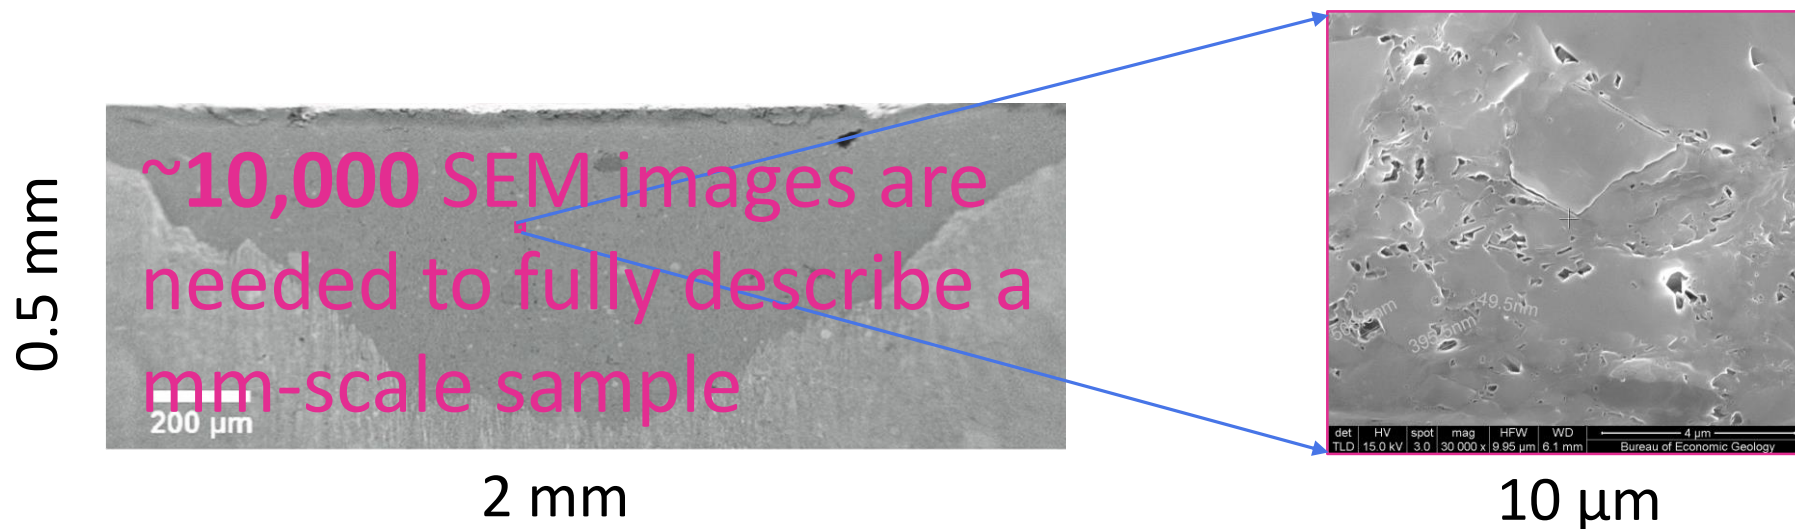 ~10,000 SEM images are
needed to fully describe a
mm-scale sample
0.5 mm
200 µm
2 mm
49.5nm
395.5nm
det HV spot mag HFW WD 4 µm
TLD 15.0 kV 3.0 30 000 x 9.95 µm 6.1 mm Bureau of Economic Geology
10 µm